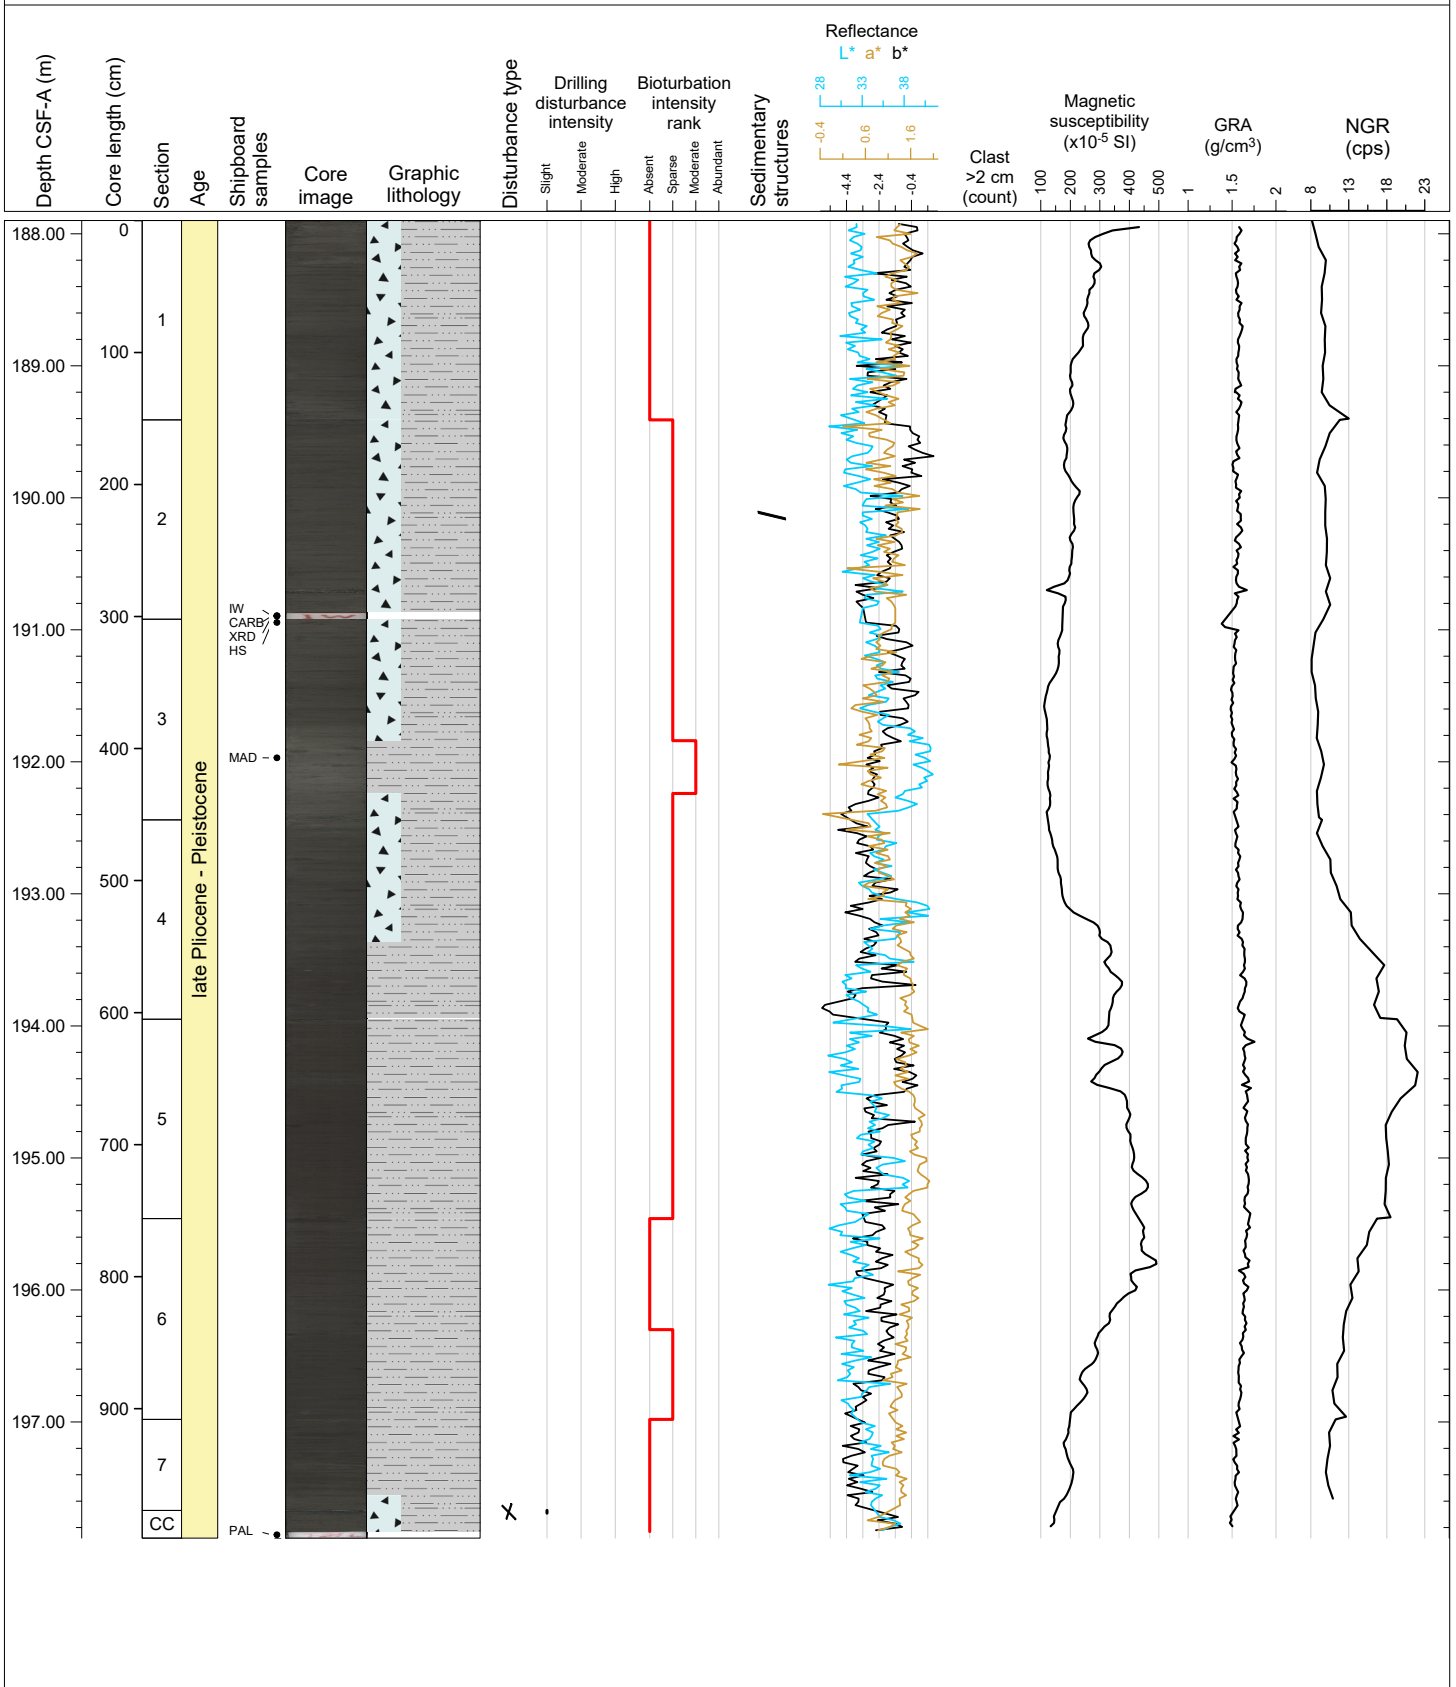 Reflectance
L* a* b*
Depth CSF-A (m)
Core length (cm)
Section
Age
Shipboard
samples
Core
image
Graphic
lithology
Disturbance type
Drilling
disturbance
intensity
Slight
Moderate
High
Bioturbation
intensity
rank
Absent
Sparse
Moderate
Abundant
Sedimentary
structures
28 33 38
-0.4 0.6 1.6
-4.4 -2.4 -0.4
Clast
>2 cm
(count)
Magnetic
susceptibility
(x10-5 SI)
100 200 300 400 500
GRA
(g/cm3)
1 1.5 2
NGR
(cps)
8 13 18 23
188.00
189.00
190.00
191.00
192.00
193.00
194.00
195.00
196.00
197.00
0
100
200
300
400
500
600
700
800
900
1
2
3
4
5
6
7
CC
late Pliocene - Pleistocene
IW
CARB
XRD
HS
MAD
PAL
X